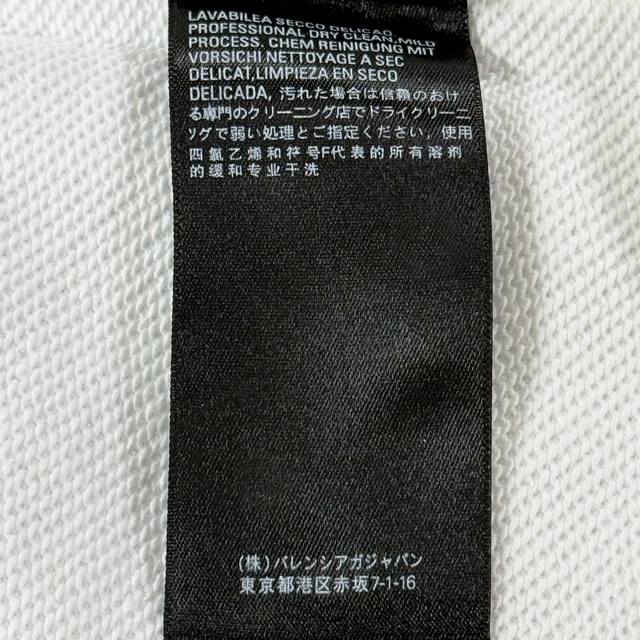 LAVABILEA SECCO DELICAO,
PROFESSIONAL DRY CLEAN, MILD
PROCESS. CHEM REINIGUNG MIT
VORSICHI NETTOYAGE A SEC
DELICAT,LIMPIEZA EN SECO
DELICADA, 汚れた場合は信頼のおけ
る専門のクリーニング店でドライクリーニ
ングで弱い処理とご指定ください, 使用
四氯乙烯和符号F代表的所有溶剂
的缓和专业干洗
(株)バレンシアガジャパン
東京都港区赤坂7-1-16